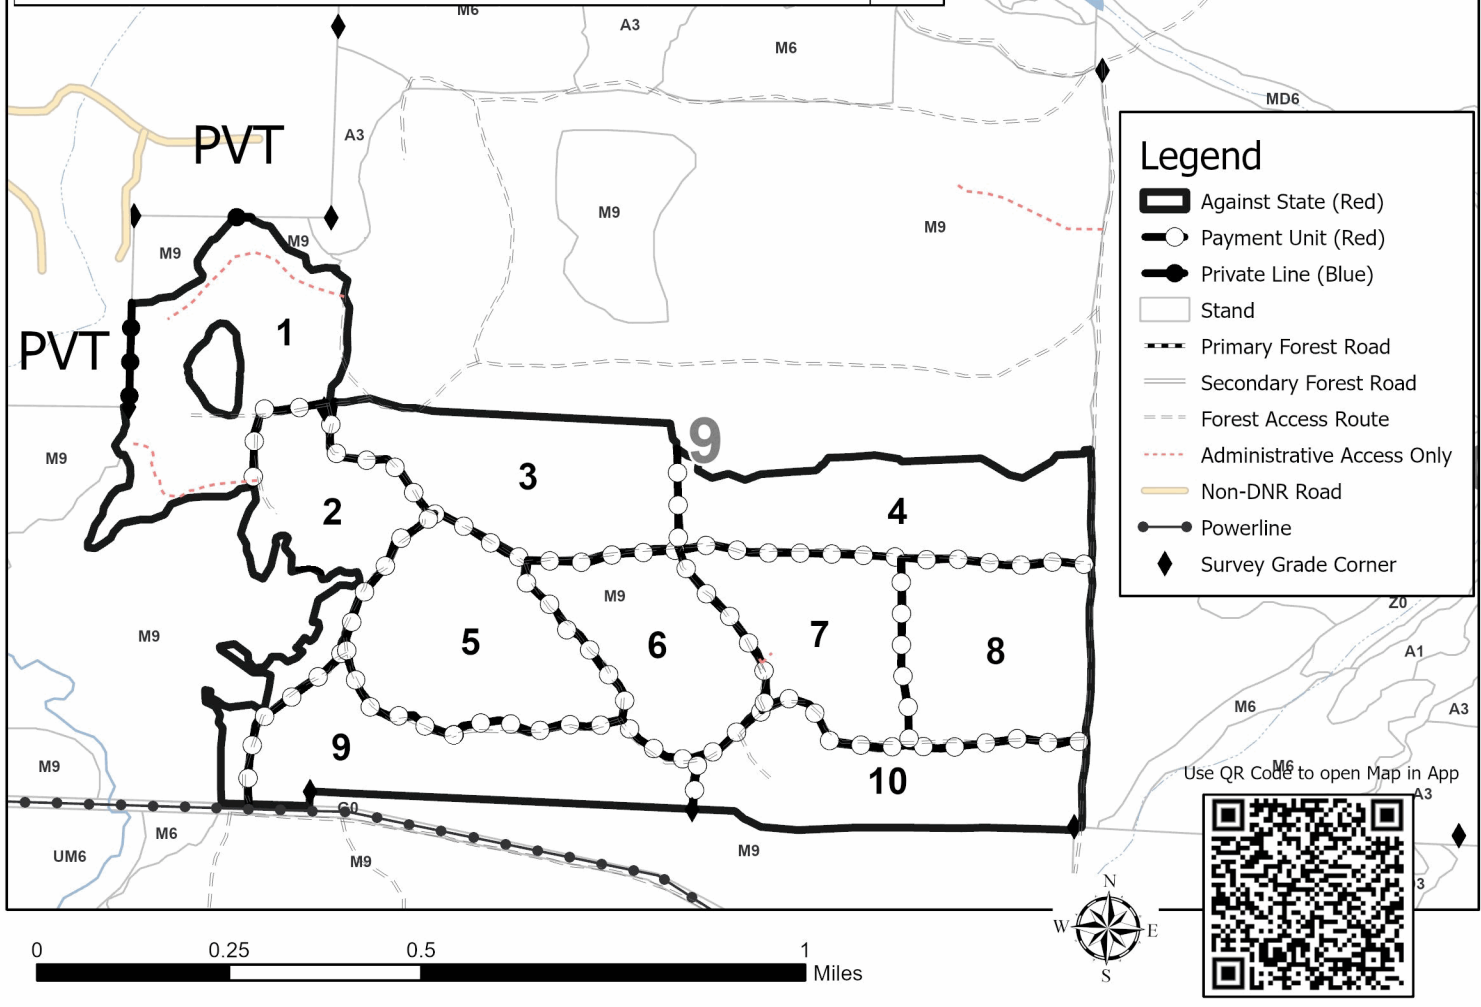 M6
A3
M6
MD6
PVT
A3
M9
M9
M9
M9
PVT
1
M9
9
3
2
4
M9
M9
5
6
7
8
9
10
M9
G0
M6
UM6
M9
M9
Legend
Against State (Red)
Payment Unit (Red)
Private Line (Blue)
Stand
Primary Forest Road
Secondary Forest Road
Forest Access Route
Administrative Access Only
Non-DNR Road
Powerline
Survey Grade Corner
Z0
A1
M6
A3
M6
Use QR Code to open Map in App
A3
3
N
W
E
S
0 0.25 0.5 1
Miles